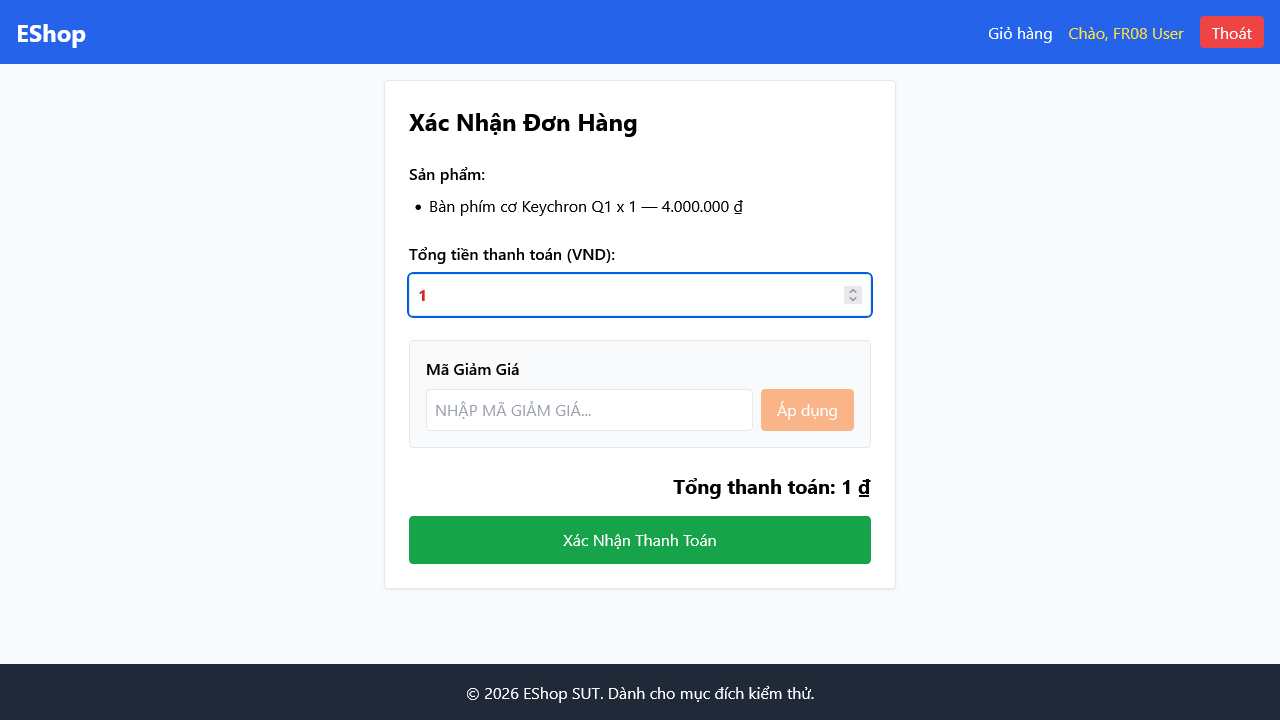 EShop
Giỏ hàng
Chào, FR08 User
Thoát
Xác Nhận Đơn Hàng
Sản phẩm:
• Bàn phím cơ Keychron Q1 x 1 — 4.000.000 ₫
Tổng tiền thanh toán (VND):
1
Mã Giảm Giá
NHẬP MÃ GIẢM GIÁ...
Áp dụng
Tổng thanh toán: 1 ₫
Xác Nhận Thanh Toán
© 2026 EShop SUT. Dành cho mục đích kiểm thử.